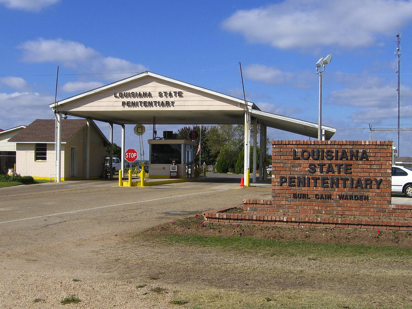 LOUISIANA STATE
PENITENTIARY
STOP
LOUISIANA
STATE
PENITENTIARY
BURL CAIN, WARDEN